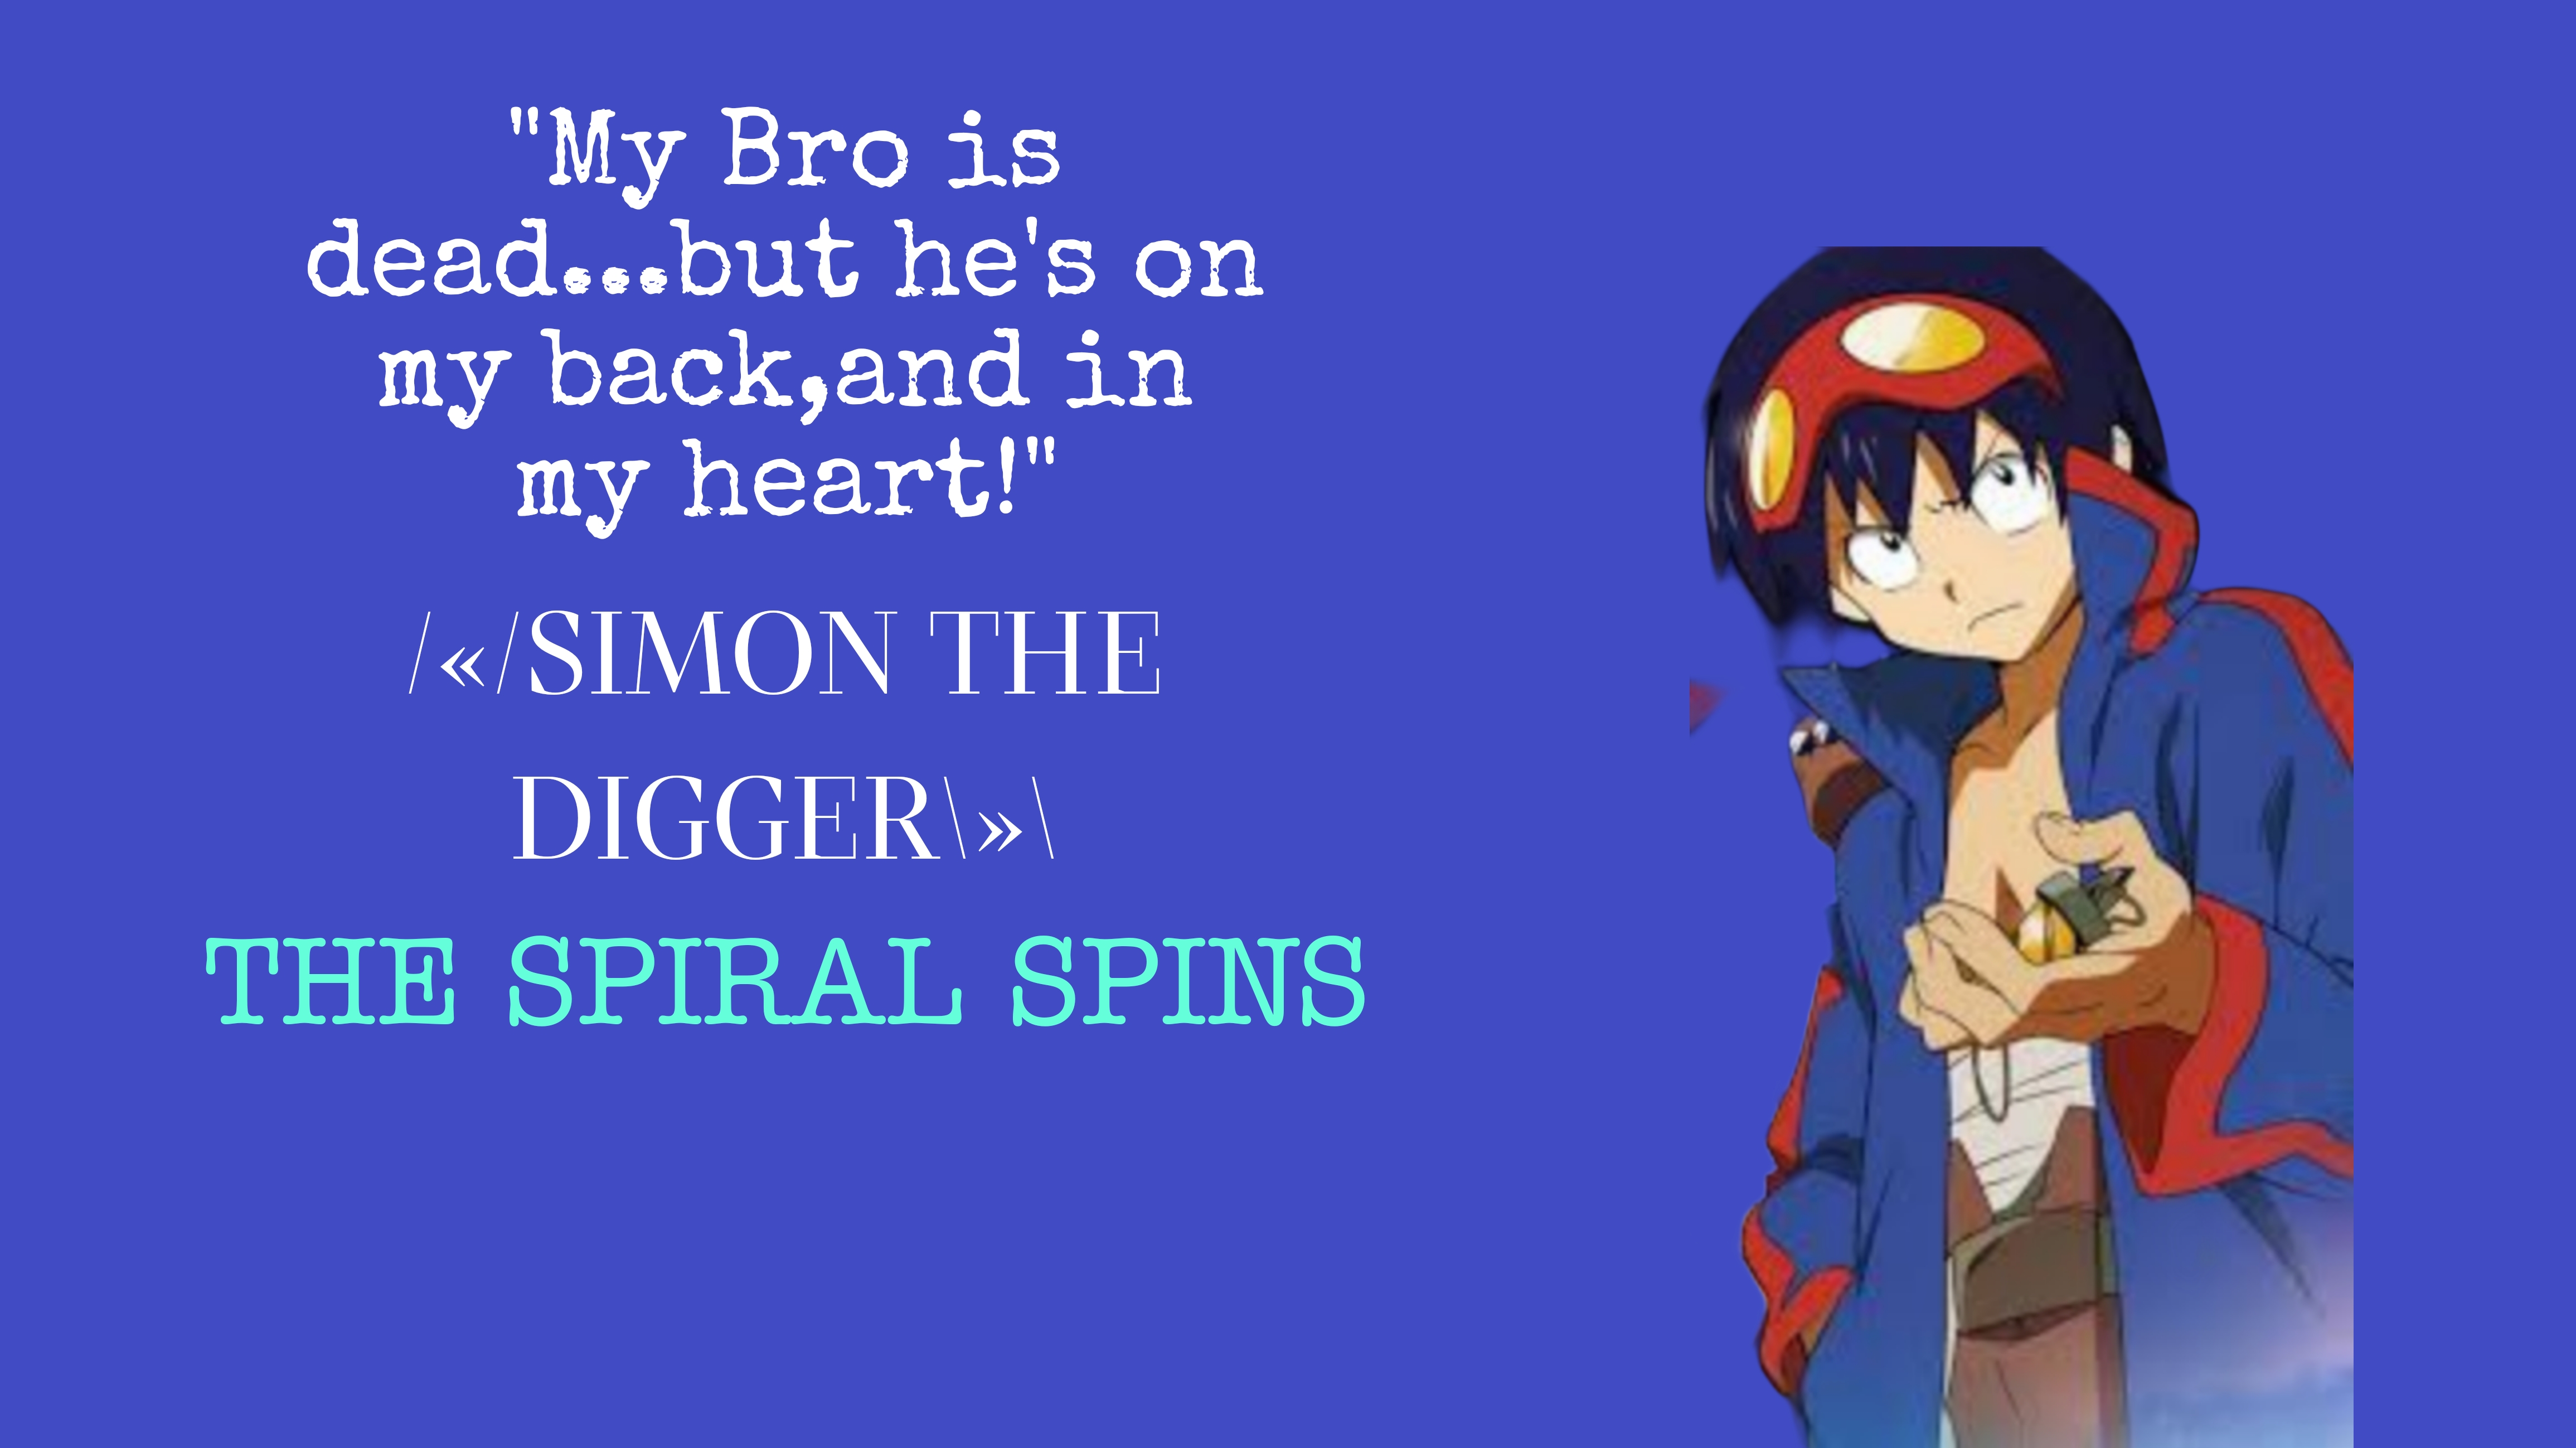 "My Bro is
dead...but he's on
my back,and in
my heart!"
/«/SIMON THE
DIGGER\»\
THE SPIRAL SPINS